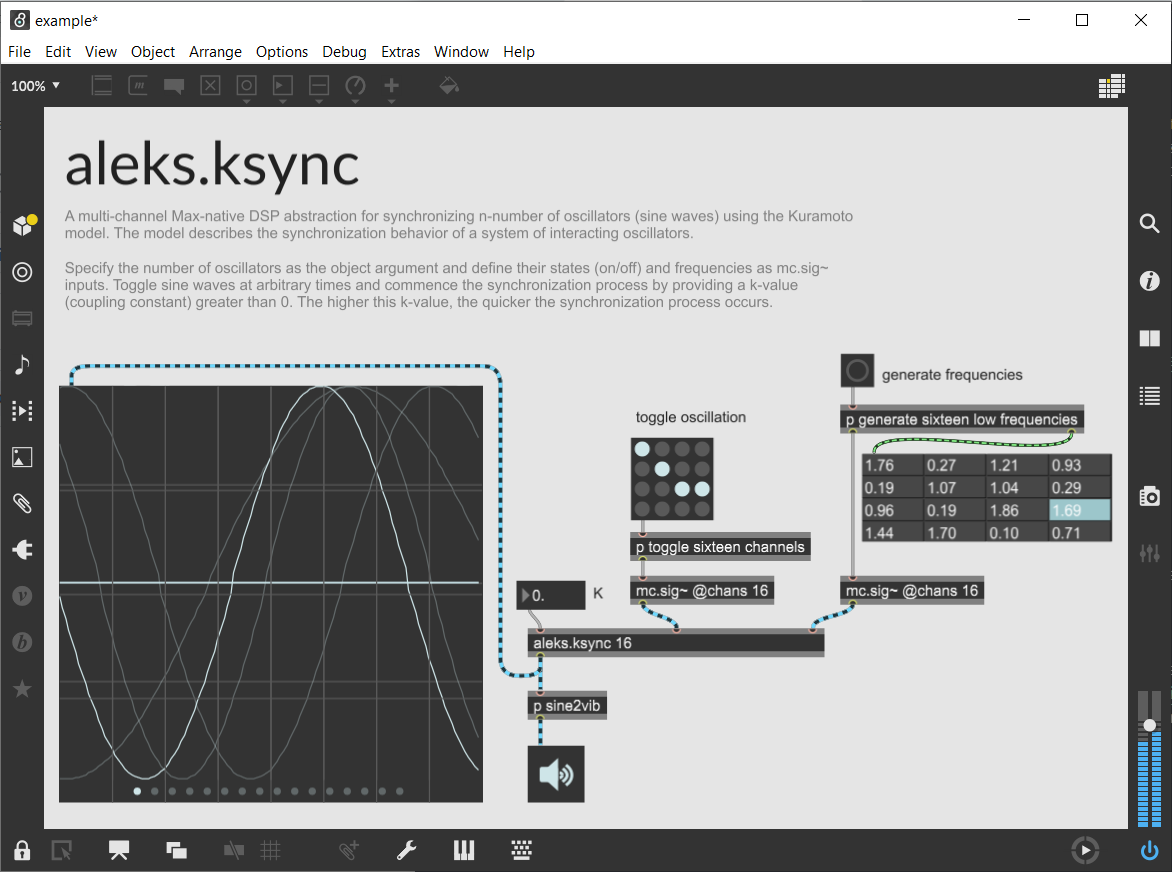 example*
File Edit View Object Arrange Options Debug Extras Window Help
100%
aleks.ksync
A multi-channel Max-native DSP abstraction for synchronizing n-number of oscillators (sine waves) using the Kuramoto
model. The model describes the synchronization behavior of a system of interacting oscillators.
Specify the number of oscillators as the object argument and define their states (on/off) and frequencies as mc.sig~
inputs. Toggle sine waves at arbitrary times and commence the synchronization process by providing a k-value
(coupling constant) greater than 0. The higher this k-value, the quicker the synchronization process occurs.
generate frequencies
toggle oscillation
p generate sixteen low frequencies
1.76 0.27 1.21 0.93
0.19 1.07 1.04 0.29
0.96 0.19 1.86 1.69
1.44 1.70 0.10 0.71
p toggle sixteen channels
0. K
mc.sig~ @chans 16
mc.sig~ @chans 16
aleks.ksync 16
p sine2vib